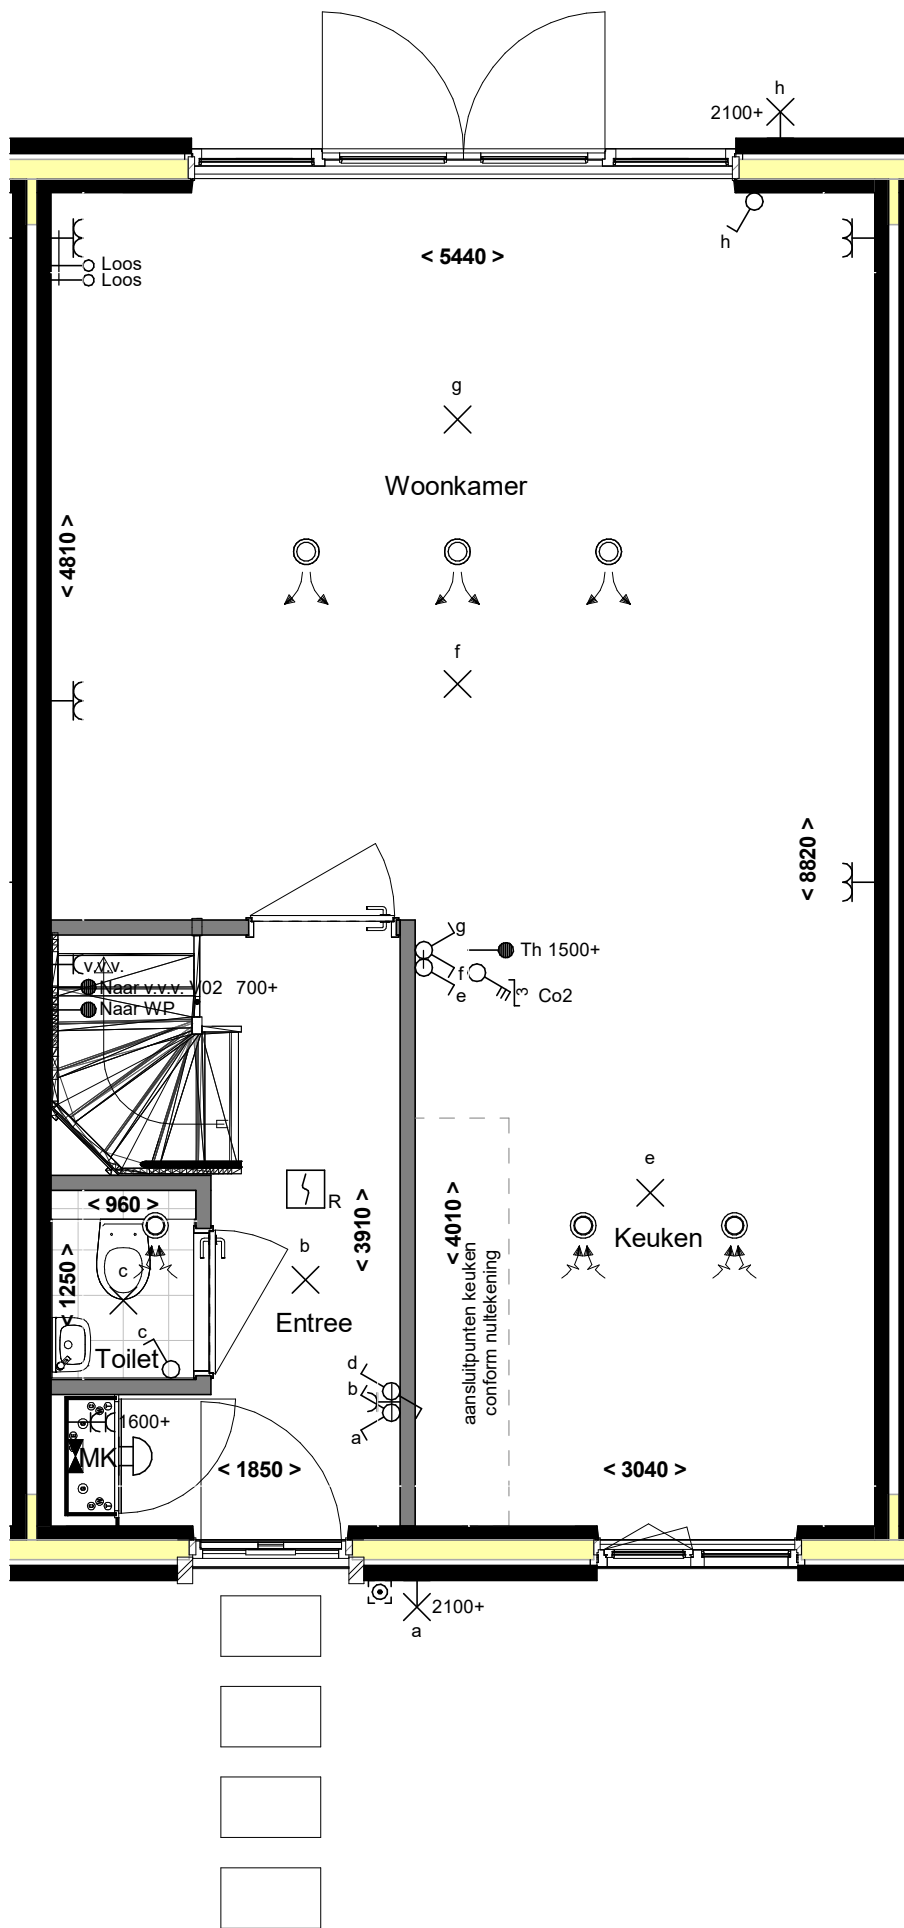 h
2100+
h
< 5440 >
Loos
Loos
g
Woonkamer
< 4810 >
f
< 8820 >
g
Th 1500+
f
e
3
Co2
v.v.v.
Naar v.v.v. V02 700+
Naar WP
e
R
< 960 >
< 3910 >
< 4010 >
Keuken
b
c
< 1250 >
aansluitpunten keuken
conform nultekening
Entree
c
Toilet
d
b
a
1600+
MK
< 1850 >
< 3040 >
2100+
a